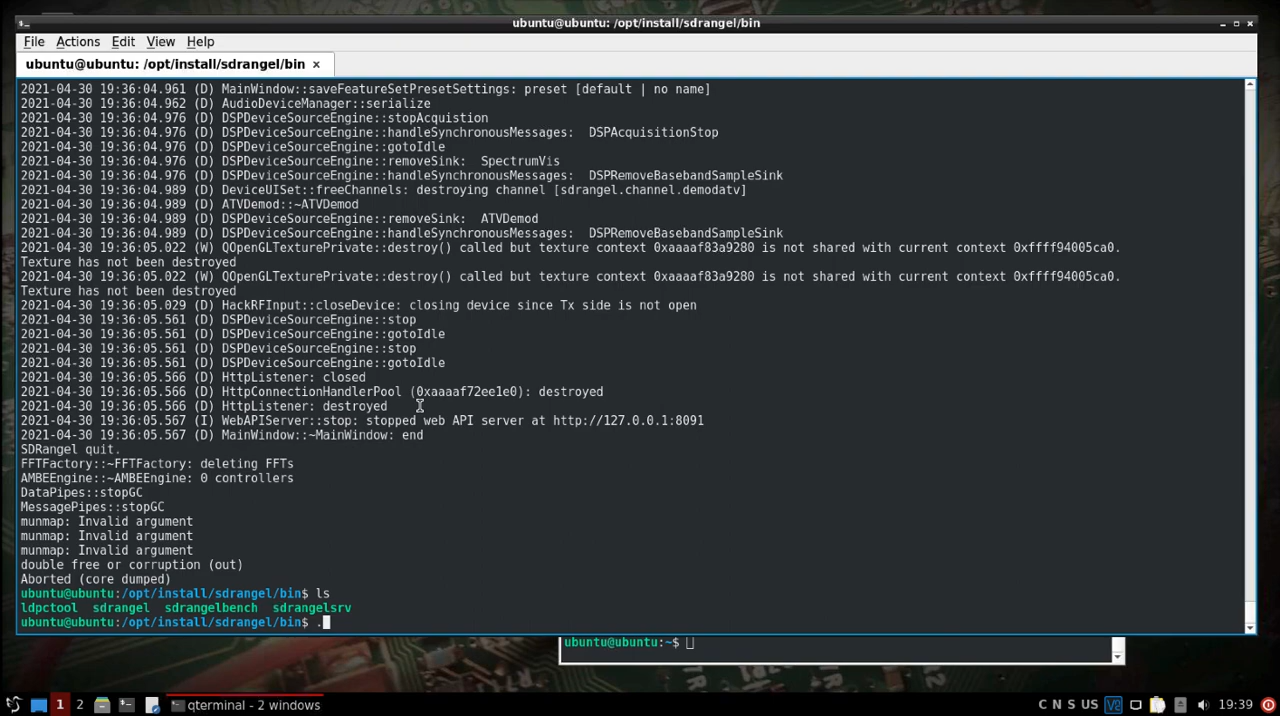 ubuntu@ubuntu: /opt/install/sdrangel/bin
File Actions Edit View Help
ubuntu@ubuntu: /opt/install/sdrangel/bin ×
2021-04-30 19:36:04.961 (D) MainWindow::saveFeatureSetPresetSettings: preset [default | no name]
2021-04-30 19:36:04.962 (D) AudioDeviceManager::serialize
2021-04-30 19:36:04.976 (D) DSPDeviceSourceEngine::stopAcquistion
2021-04-30 19:36:04.976 (D) DSPDeviceSourceEngine::handleSynchronousMessages:  DSPAcquisitionStop
2021-04-30 19:36:04.976 (D) DSPDeviceSourceEngine::gotoIdle
2021-04-30 19:36:04.976 (D) DSPDeviceSourceEngine::removeSink:  SpectrumVis
2021-04-30 19:36:04.976 (D) DSPDeviceSourceEngine::handleSynchronousMessages:  DSPRemoveBasebandSampleSink
2021-04-30 19:36:04.989 (D) DeviceUISet::freeChannels: destroying channel [sdrangel.channel.demodatv]
2021-04-30 19:36:04.989 (D) ATVDemod::~ATVDemod
2021-04-30 19:36:04.989 (D) DSPDeviceSourceEngine::removeSink:  ATVDemod
2021-04-30 19:36:04.989 (D) DSPDeviceSourceEngine::handleSynchronousMessages:  DSPRemoveBasebandSampleSink
2021-04-30 19:36:05.022 (W) QOpenGLTexturePrivate::destroy() called but texture context 0xaaaaf83a9280 is not shared with current context 0xffff94005ca0.
Texture has not been destroyed
2021-04-30 19:36:05.022 (W) QOpenGLTexturePrivate::destroy() called but texture context 0xaaaaf83a9280 is not shared with current context 0xffff94005ca0.
Texture has not been destroyed
2021-04-30 19:36:05.029 (D) HackRFInput::closeDevice: closing device since Tx side is not open
2021-04-30 19:36:05.561 (D) DSPDeviceSourceEngine::stop
2021-04-30 19:36:05.561 (D) DSPDeviceSourceEngine::gotoIdle
2021-04-30 19:36:05.561 (D) DSPDeviceSourceEngine::stop
2021-04-30 19:36:05.561 (D) DSPDeviceSourceEngine::gotoIdle
2021-04-30 19:36:05.566 (D) HttpListener: closed
2021-04-30 19:36:05.566 (D) HttpConnectionHandlerPool (0xaaaaf72ee1e0): destroyed
2021-04-30 19:36:05.566 (D) HttpListener: destroyed
2021-04-30 19:36:05.567 (I) WebAPIServer::stop: stopped web API server at http://127.0.0.1:8091
2021-04-30 19:36:05.567 (D) MainWindow::~MainWindow: end
SDRangel quit.
FFTFactory::~FFTFactory: deleting FFTs
AMBEEngine::~AMBEEngine: 0 controllers
DataPipes::stopGC
MessagePipes::stopGC
munmap: Invalid argument
munmap: Invalid argument
munmap: Invalid argument
double free or corruption (out)
Aborted (core dumped)
ubuntu@ubuntu:/opt/install/sdrangel/bin$ ls
ldpctool  sdrangel  sdrangelbench  sdrangelsrv
ubuntu@ubuntu:/opt/install/sdrangel/bin$ .
ubuntu@ubuntu:~$
1 2 qterminal - 2 windows C N S US 19:39